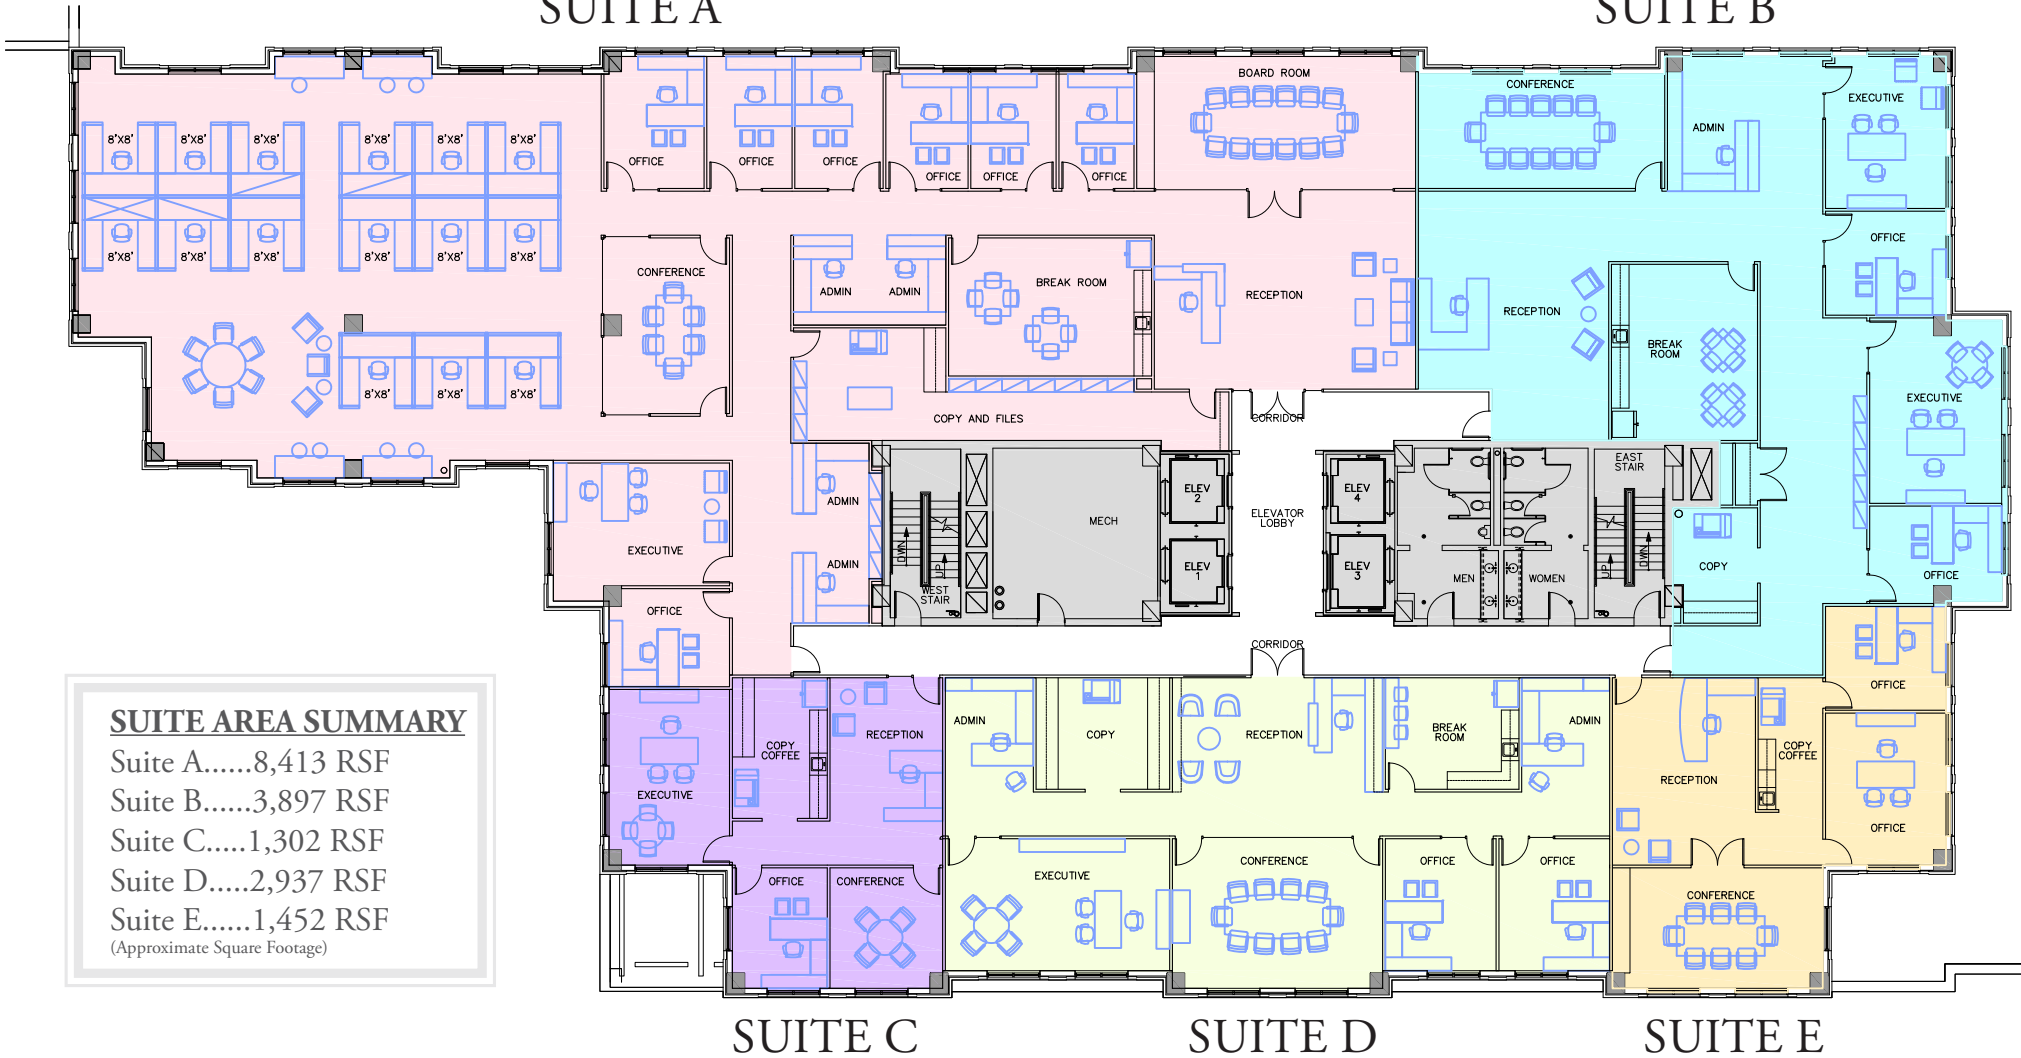 SUITE A
SUITE B
BOARD ROOM
CONFERENCE
EXECUTIVE
ADMIN
8'X8' 8'X8' 8'X8' 8'X8' 8'X8' 8'X8'
OFFICE OFFICE OFFICE
OFFICE OFFICE OFFICE
8'X8' 8'X8' 8'X8' 8'X8' 8'X8' 8'X8'
OFFICE
CONFERENCE
BREAK ROOM
ADMIN ADMIN
RECEPTION
RECEPTION
BREAK
ROOM
8'X8' 8'X8' 8'X8'
EXECUTIVE
COPY AND FILES
CORRIDOR
EAST
STAIR
ADMIN
ELEV
2
ELEV
4
ELEVATOR
LOBBY
MECH
EXECUTIVE
DWN
UP
ADMIN
ELEV
1
ELEV
3
MEN
WOMEN
UP
DWN
COPY
OFFICE
WEST
STAIR
OFFICE
CORRIDOR
OFFICE
ADMIN
COPY
RECEPTION
BREAK
ROOM
ADMIN
COPY
COFFEE
RECEPTION
EXECUTIVE
RECEPTION
COPY
COFFEE
OFFICE
EXECUTIVE
CONFERENCE
OFFICE
OFFICE
OFFICE
CONFERENCE
CONFERENCE
SUITE AREA SUMMARY
Suite A......8,413 RSF
Suite B......3,897 RSF
Suite C.....1,302 RSF
Suite D.....2,937 RSF
Suite E......1,452 RSF
(Approximate Square Footage)
SUITE C
SUITE D
SUITE E